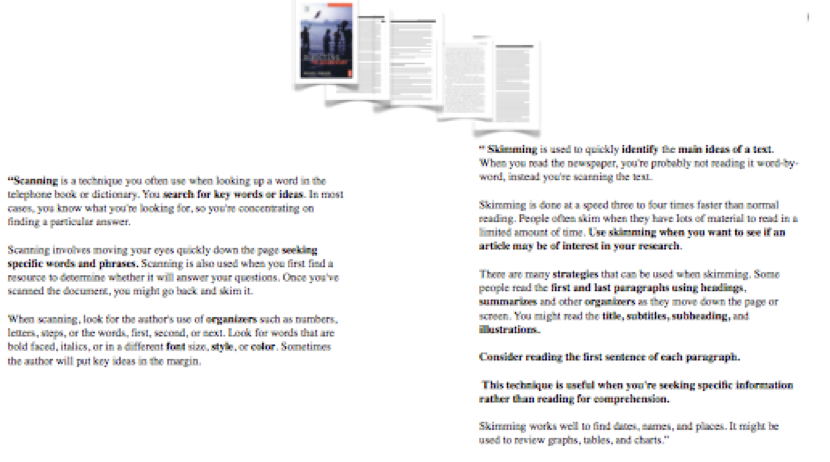 “Scanning is a technique you often use when looking up a word in the
telephone book or dictionary. You search for key words or ideas. In most
cases, you know what you're looking for, so you're concentrating on
finding a particular answer.
Scanning involves moving your eyes quickly down the page seeking
specific words and phrases. Scanning is also used when you first find a
resource to determine whether it will answer your questions. Once you've
scanned the document, you might go back and skim it.
When scanning, look for the author's use of organizers such as numbers,
letters, steps, or the words, first, second, or next. Look for words that are
bold faced, italics, or in a different font size, style, or color. Sometimes
the author will put key ideas in the margin.
“ Skimming is used to quickly identify the main ideas of a text.
When you read the newspaper, you're probably not reading it word-by-
word, instead you're scanning the text.
Skimming is done at a speed three to four times faster than normal
reading. People often skim when they have lots of material to read in a
limited amount of time. Use skimming when you want to see if an
article may be of interest in your research.
There are many strategies that can be used when skimming. Some
people read the first and last paragraphs using headings,
summarizes and other organizers as they move down the page or
screen. You might read the title, subtitles, subheading, and
illustrations.
Consider reading the first sentence of each paragraph.
This technique is useful when you're seeking specific information
rather than reading for comprehension.
Skimming works well to find dates, names, and places. It might be
used to review graphs, tables, and charts.”